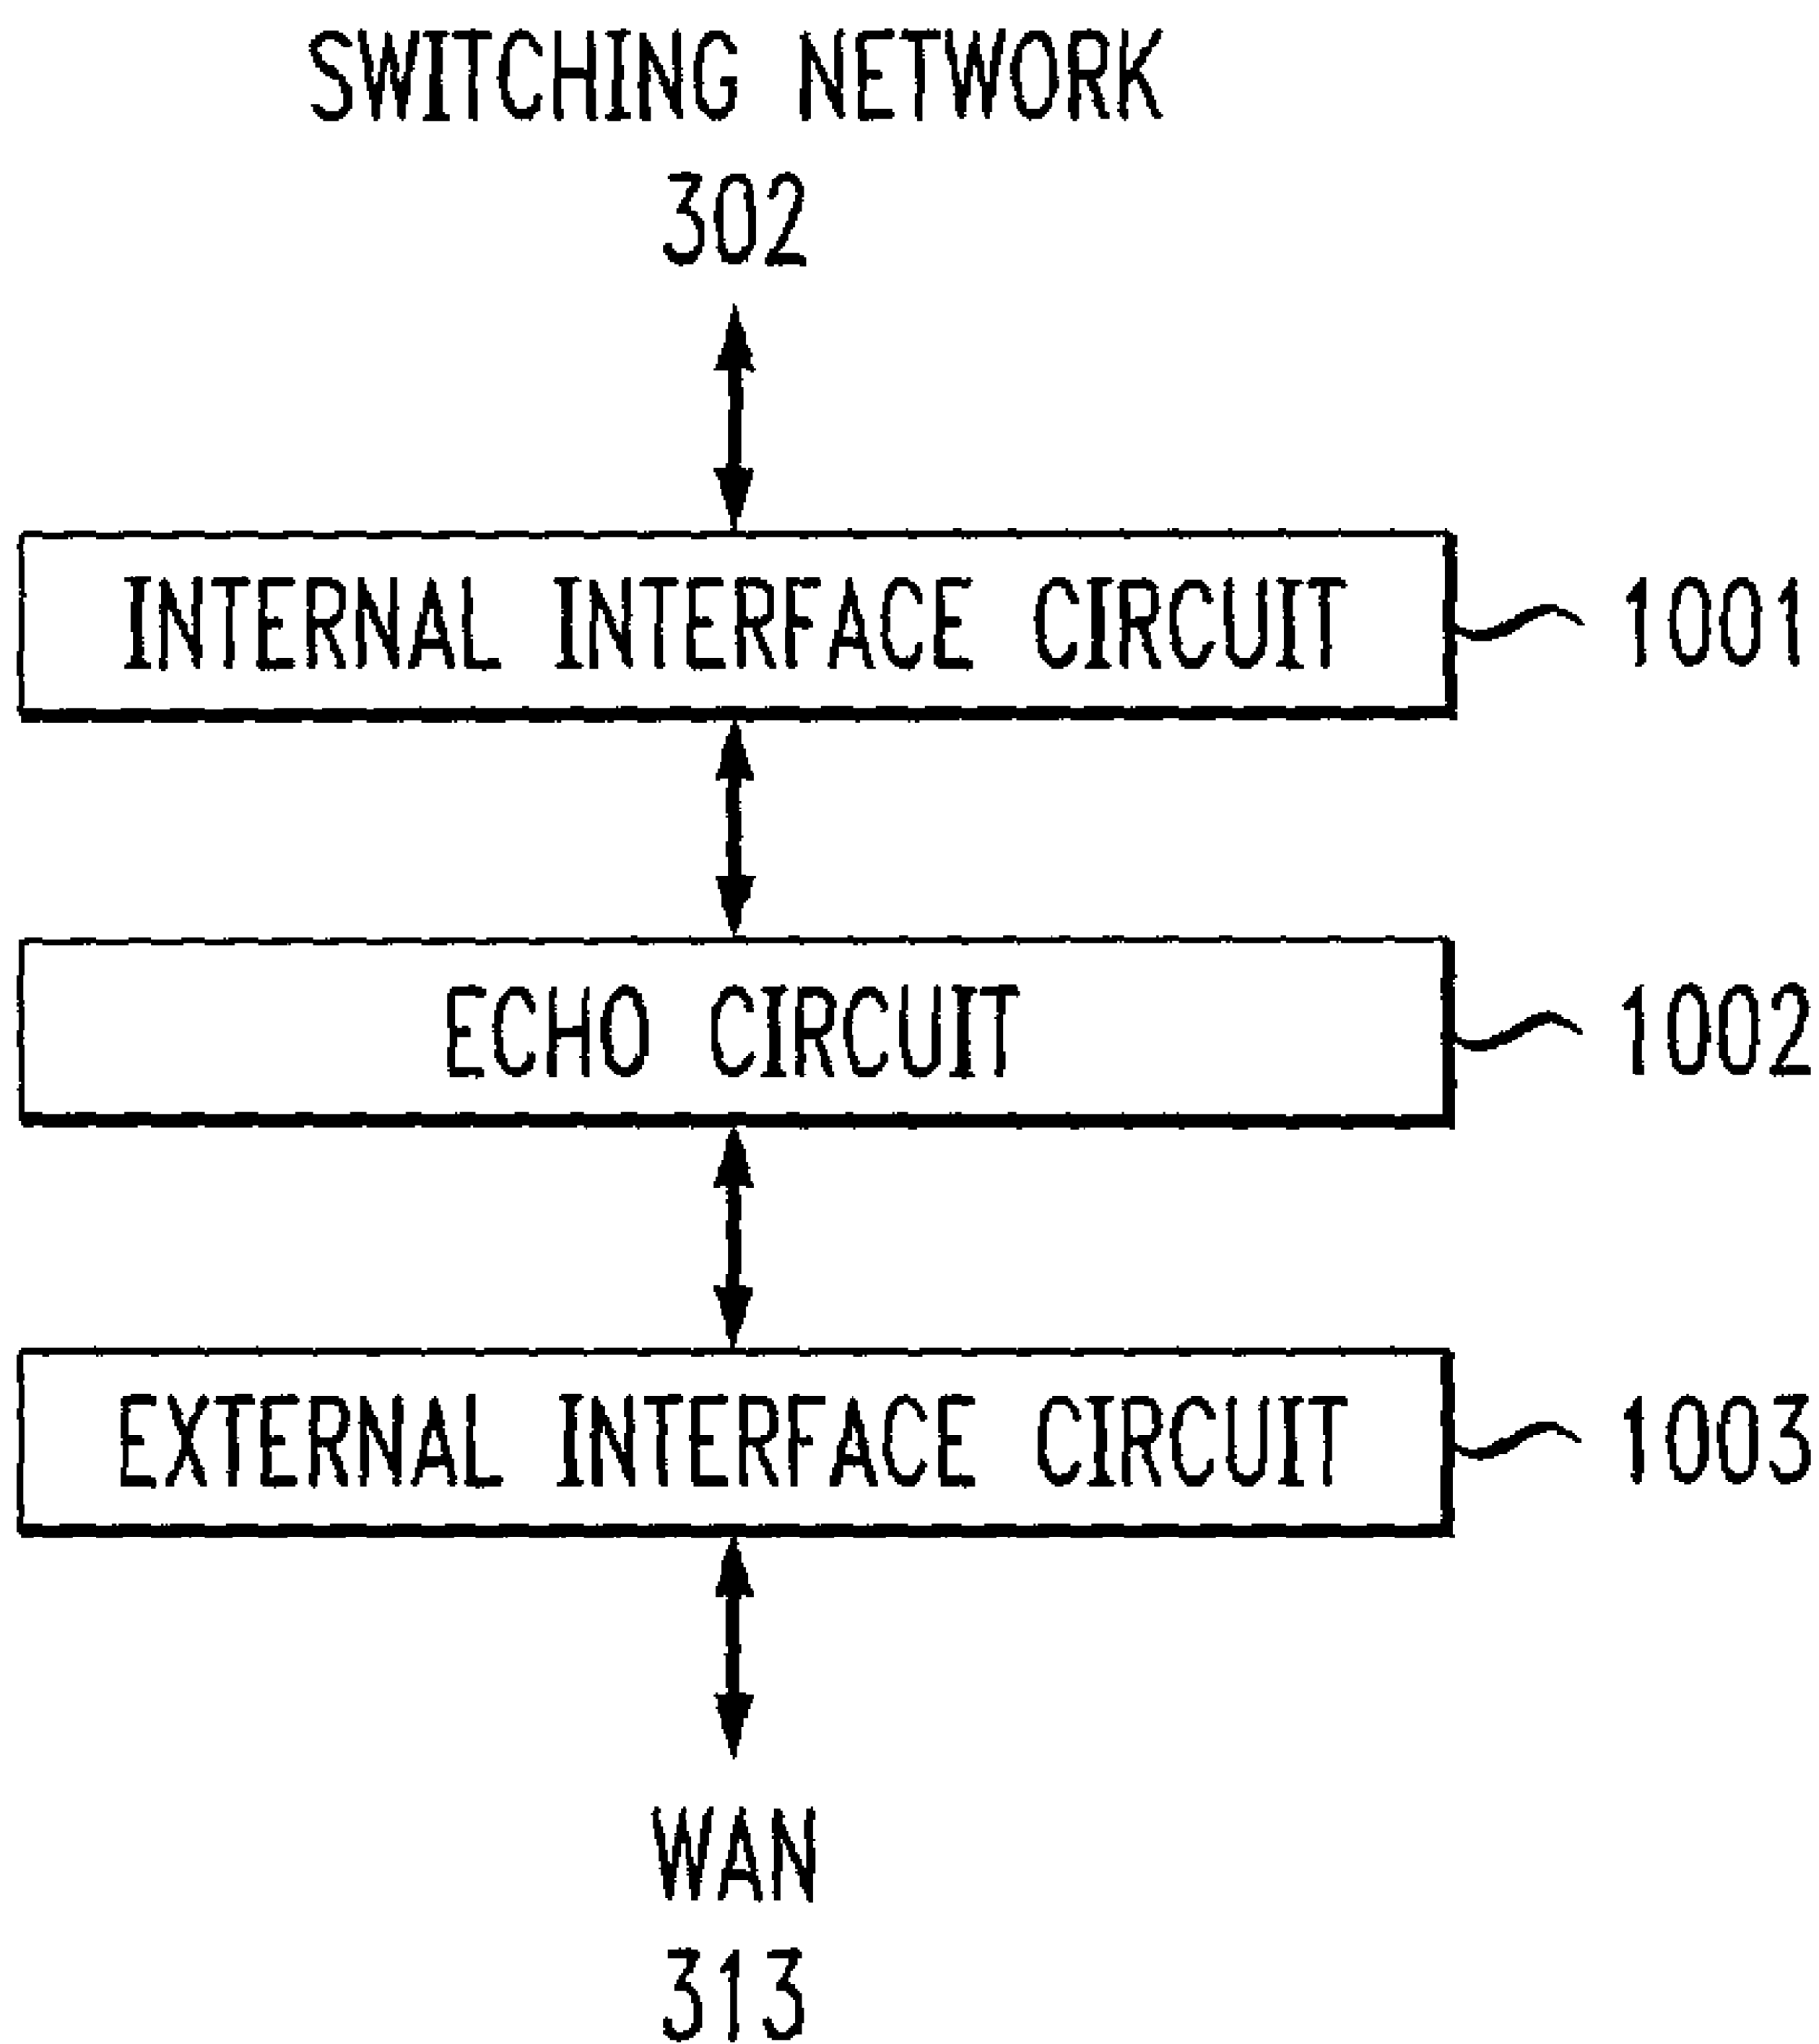 SWITCHING NETWORK
302
INTERNAL INTERFACE CIRCUIT 1001
ECHO CIRCUIT 1002
EXTERNAL INTERFACE CIRCUIT 1003
WAN
313